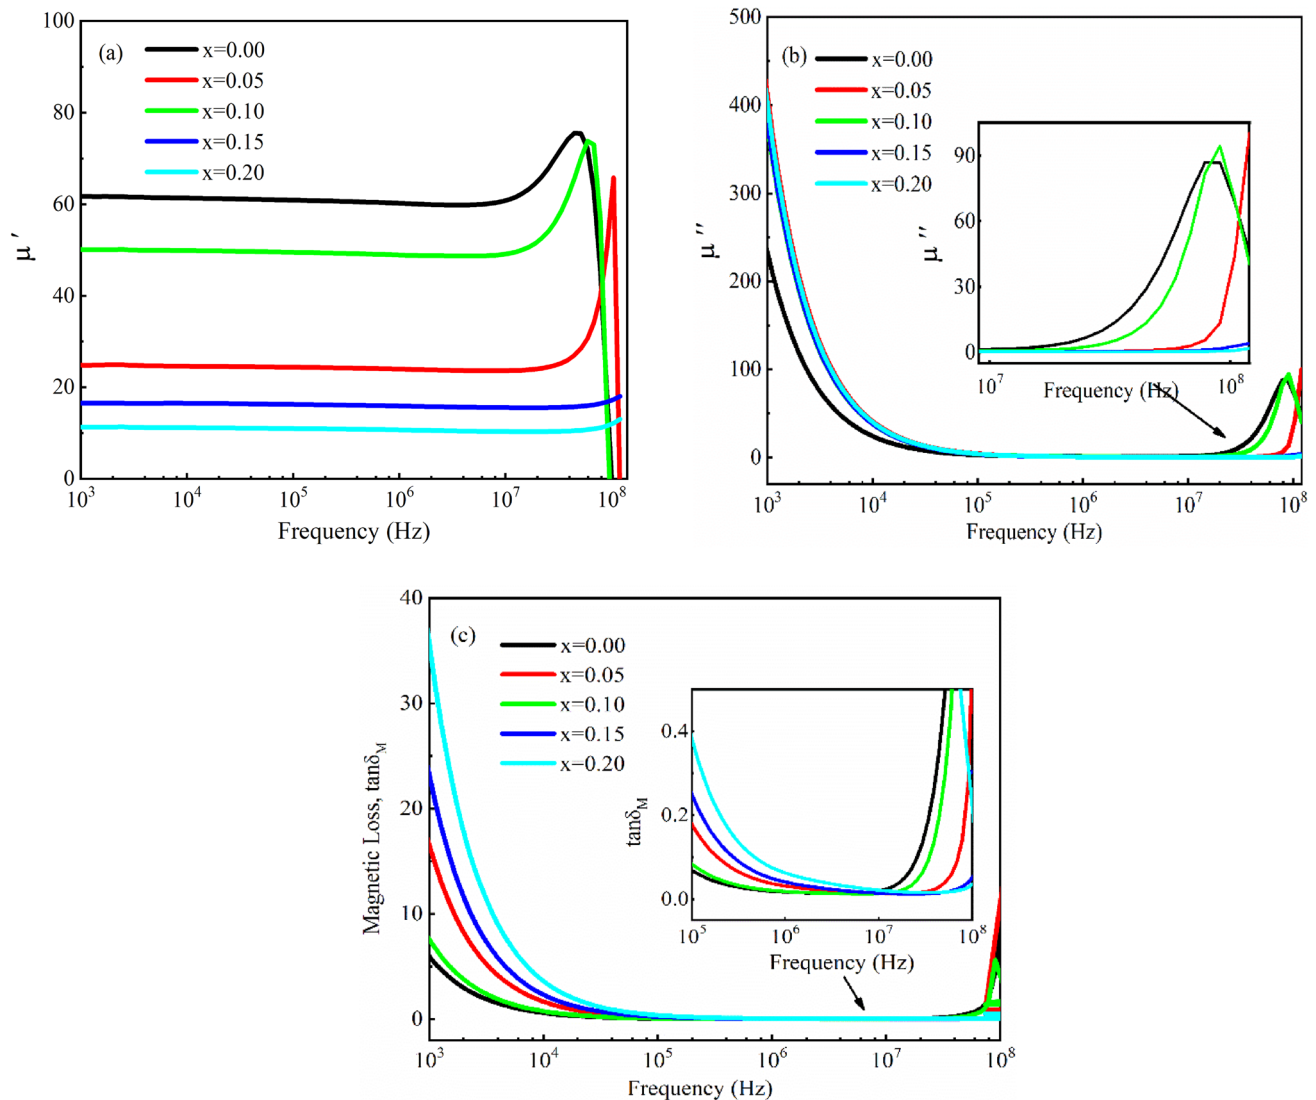 (a)
x=0.00
x=0.05
x=0.10
x=0.15
x=0.20
100
80
60
40
20
0
μ′
10³ 10⁵ 10⁶ 10⁷ 10⁸
Frequency (Hz)
(b)
x=0.00
x=0.05
x=0.10
x=0.15
x=0.20
500
400
300
200
100
0
μ″
10³ 10⁴ 10⁵ 10⁶ 10⁷ 10⁸
Frequency (Hz)
90
60
30
0
μ″
10⁷ 10⁸
Frequency (Hz)
(c)
x=0.00
x=0.05
x=0.10
x=0.15
x=0.20
40
30
20
10
0
Magnetic Loss, tanδM
10³ 10⁴ 10⁵ 10⁶ 10⁷ 10⁸
Frequency (Hz)
0.4
0.2
0.0
tanδM
10⁵ 10⁶ 10⁷ 10⁸
Frequency (Hz)